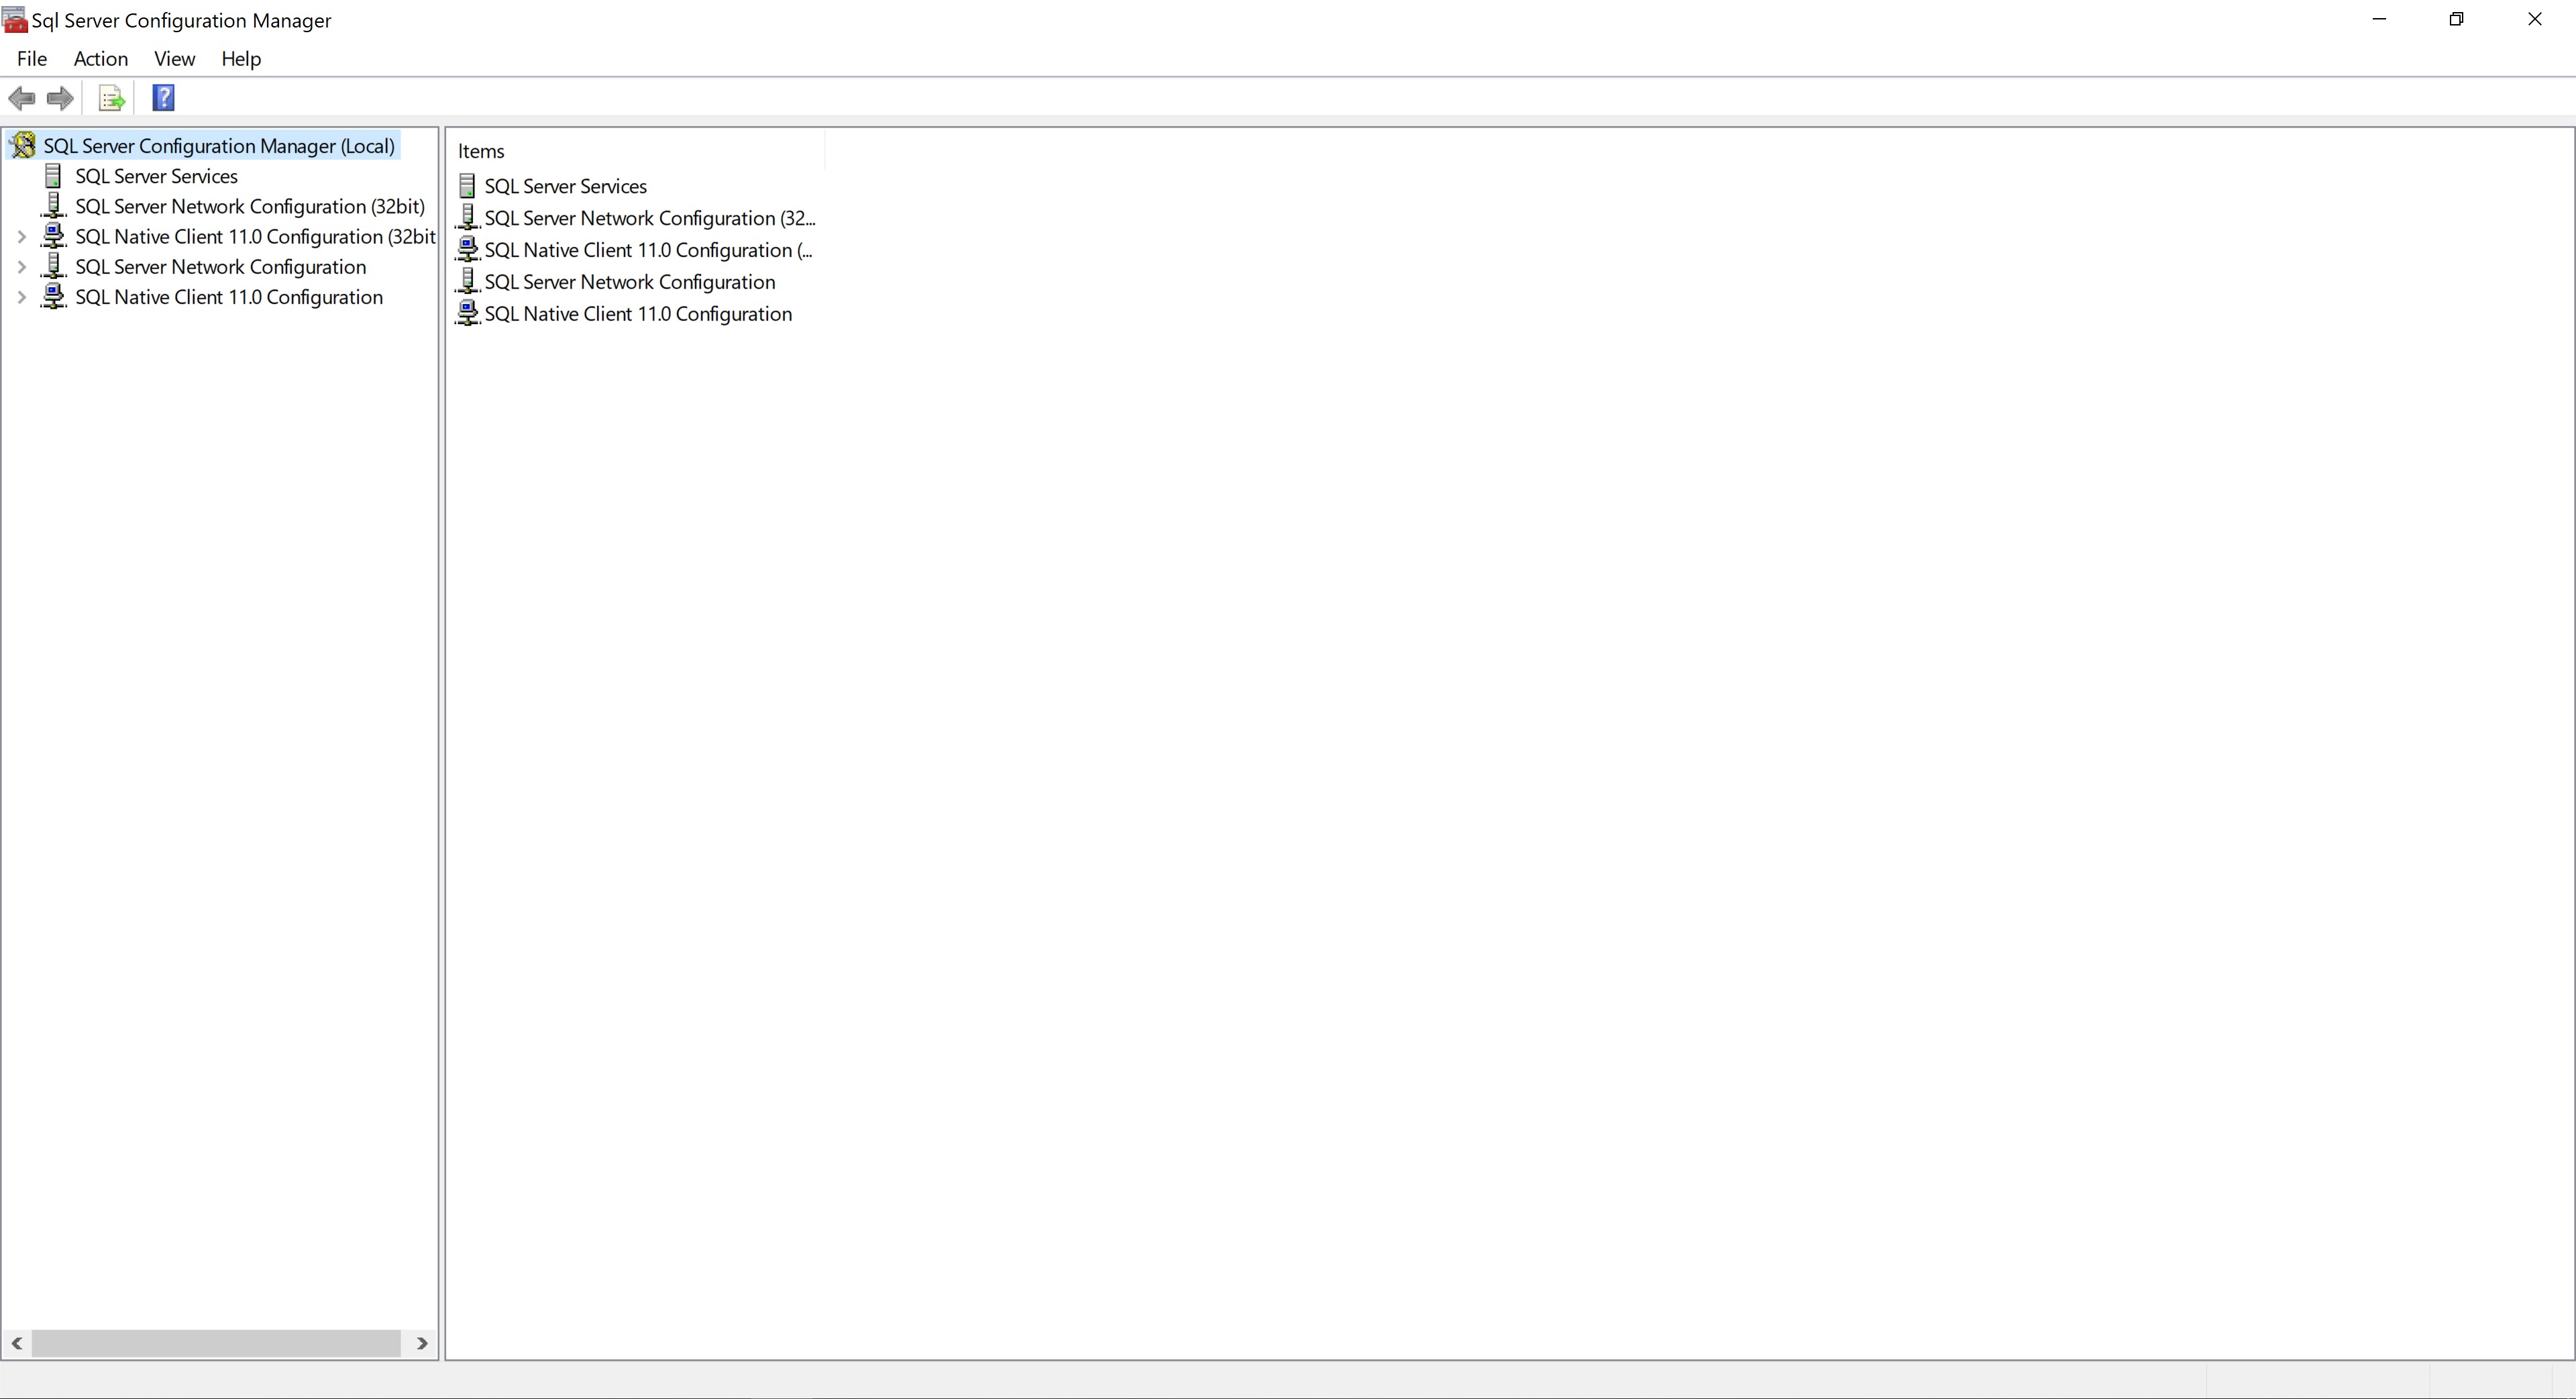 Sql Server Configuration Manager
File Action View Help
SQL Server Configuration Manager (Local)
SQL Server Services
SQL Server Network Configuration (32bit)
SQL Native Client 11.0 Configuration (32bit
SQL Server Network Configuration
SQL Native Client 11.0 Configuration
Items
SQL Server Services
SQL Server Network Configuration (32...
SQL Native Client 11.0 Configuration (...
SQL Server Network Configuration
SQL Native Client 11.0 Configuration